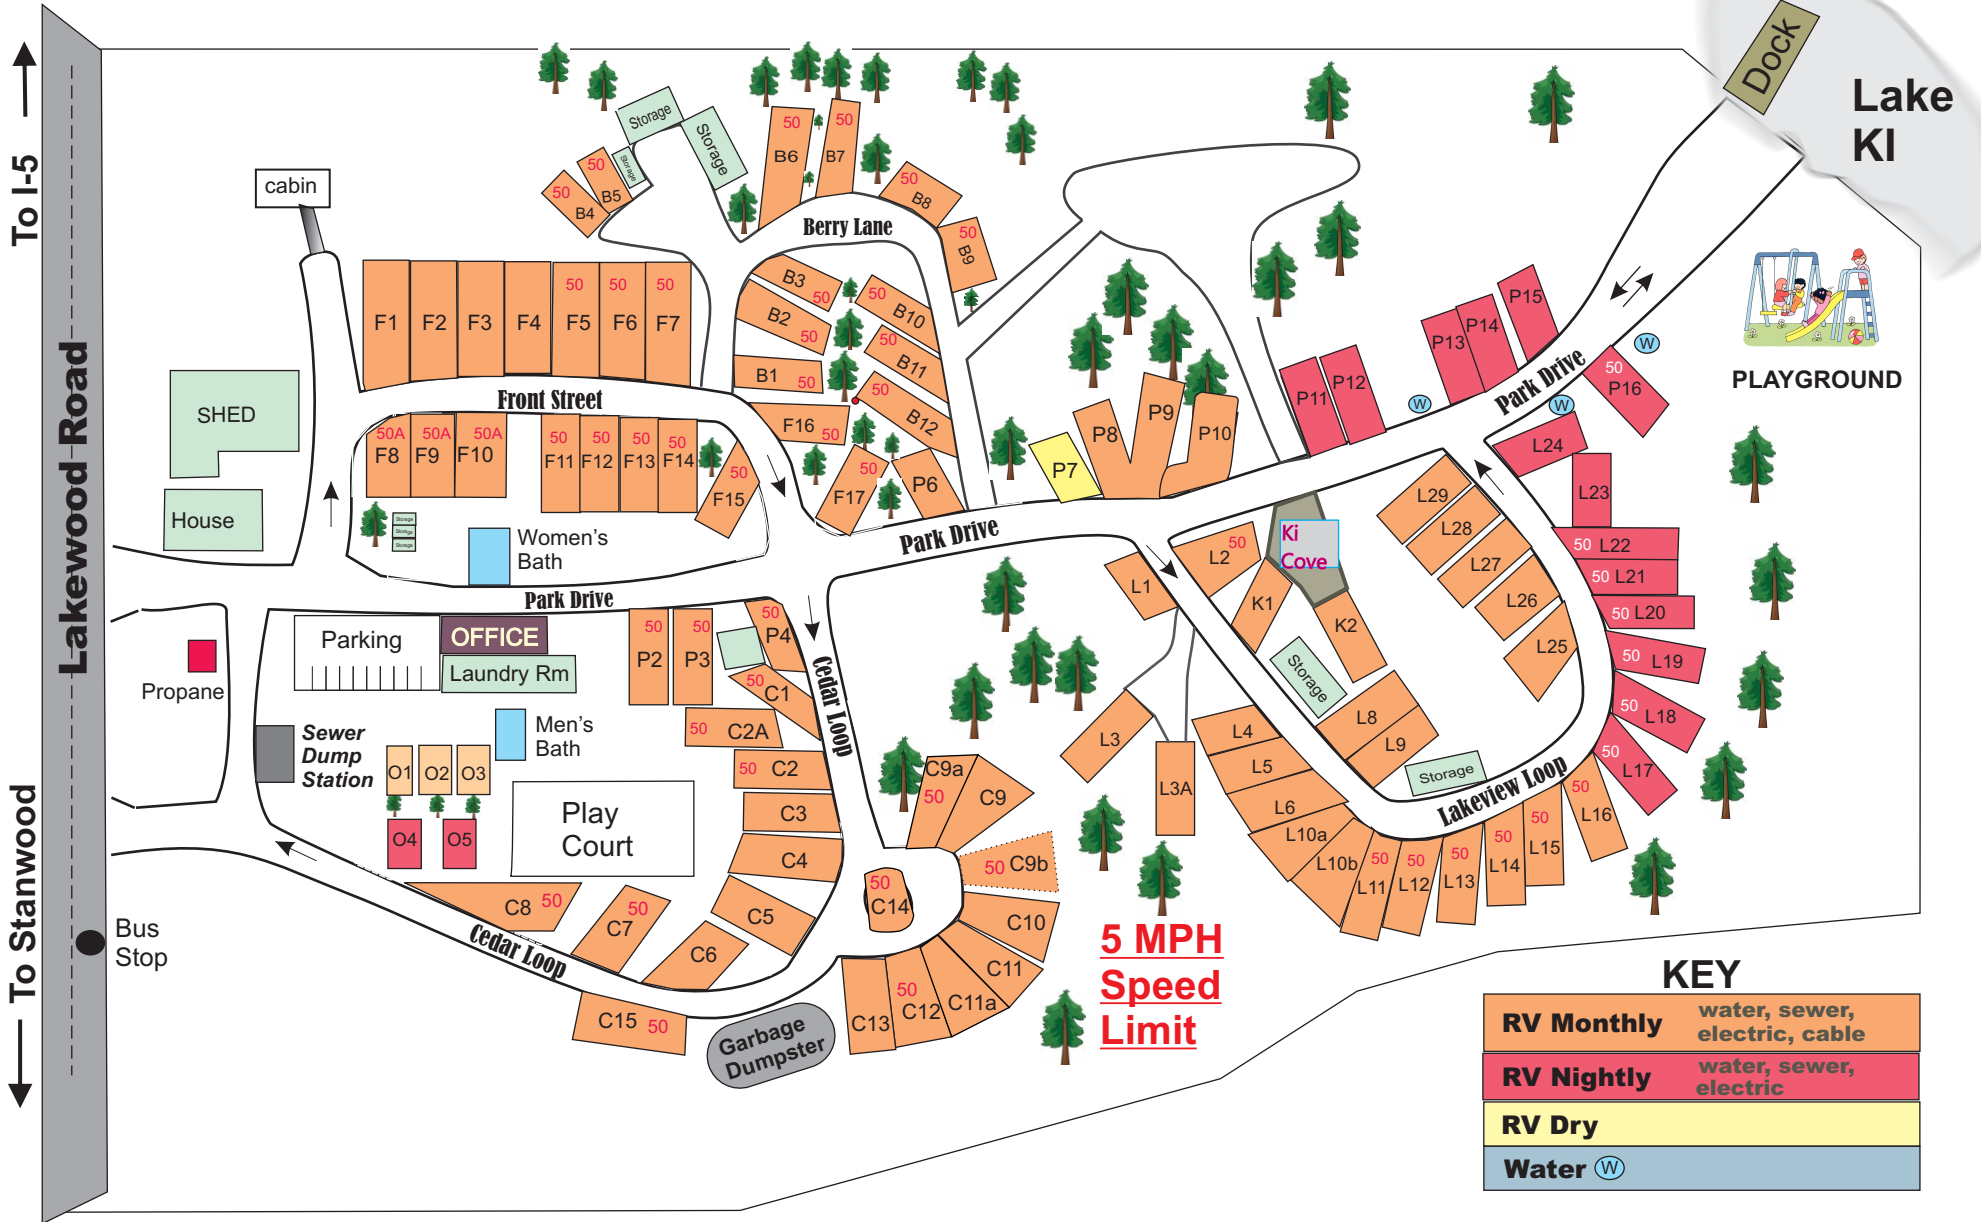 To I-5
Lakewood Road
To Stanwood
Bus
Stop
cabin
SHED
House
Propane
Storage
Storage
Storage
50
B4
50
B5
50
B6
50
B7
50
B8
50
B9
Berry Lane
B3
50
B2
50
B1
50
F16
50
50
B10
50
B11
50
B12
F1
F2
F3
F4
50
F5
50
F6
50
F7
Front Street
50A
F8
50A
F9
50A
F10
50
F11
50
F12
50
F13
50
F14
50
F15
50
F17
P6
Storage
Storage
Storage
Women's
Bath
Park Drive
Park Drive
Parking
OFFICE
Laundry Rm
50
P2
50
P3
50
P4
50
C1
50
C2A
50
C2
C3
C4
C5
C6
50
C7
C8
50
C15
50
Sewer
Dump
Station
Men's
Bath
O1
O2
O3
O4
O5
Play
Court
Cedar Loop
Cedar Loop
Garbage
Dumpster
C9a
50
C9
50
C9b
C10
C11
C11a
50
C12
C13
50
C14
P7
P8
P9
P10
P11
P12
P13
P14
P15
50
P16
Park Drive
W
W
W
Dock
Lake
KI
PLAYGROUND
L1
L2
50
Ki
Cove
K1
K2
Storage
L3
L3A
L4
L5
L6
L8
L9
Storage
Lakeview Loop
L10a
L10b
50
L11
50
L12
50
L13
50
L14
50
L15
50
L16
50
L17
50
L18
50
L19
50
L20
50
L21
50
L22
L23
L24
L25
L26
L27
L28
L29
5 MPH
Speed
Limit
KEY
RV Monthly
water, sewer,
electric, cable
RV Nightly
water, sewer,
electric
RV Dry
Water
W